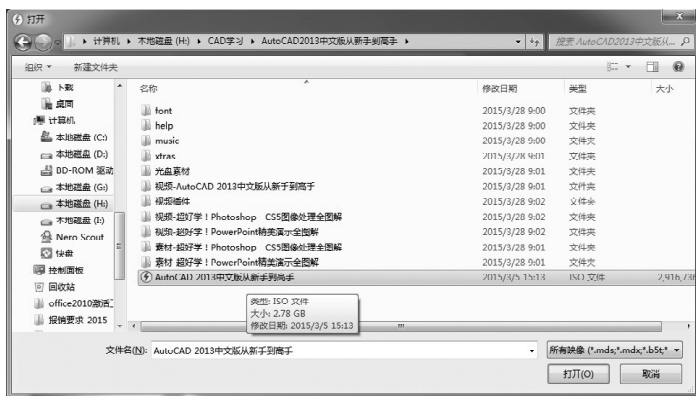 打开
计算机 ▸ 本地磁盘 (H:) ▸ CAD学习 ▸ AutoCAD2013中文版从新手到高手 ▸
搜索 AutoCAD2013中文版从...
组织 新建文件夹
名称 修改日期 类型 大小
下载
桌面
计算机
本地磁盘 (C:)
本地磁盘 (D:)
BD-ROM 驱动
本地磁盘 (G:)
本地磁盘 (H:)
本地磁盘 (I:)
Nero Scout
快盘
控制面板
回收站
office2010激活工
报销要求 2015
font 2015/3/28 9:00 文件夹
help 2015/3/28 9:00 文件夹
music 2015/3/28 9:00 文件夹
xtras 2015/3/28 9:01 文件夹
光盘素材 2015/3/28 9:01 文件夹
视频-AutoCAD 2013中文版从新手到高手 2015/3/28 9:01 文件夹
视频插件 2015/3/28 9:02 文件夹
视频-超好学！Photoshop CS5图像处理全图解 2015/3/28 9:02 文件夹
视频-超好学！PowerPoint精美演示全图解 2015/3/28 9:02 文件夹
素材-超好学！Photoshop CS5图像处理全图解 2015/3/28 9:01 文件夹
素材-超好学！PowerPoint精美演示全图解 2015/3/28 9:01 文件夹
AutoCAD 2013中文版从新手到高手 2015/3/5 15:13 ISO 文件 2,916,736
类型: ISO 文件
大小: 2.78 GB
修改日期: 2015/3/5 15:13
文件名(N): AutoCAD 2013中文版从新手到高手
所有映像 (*.mds;*.mdx;*.b5t;*
打开(O) 取消